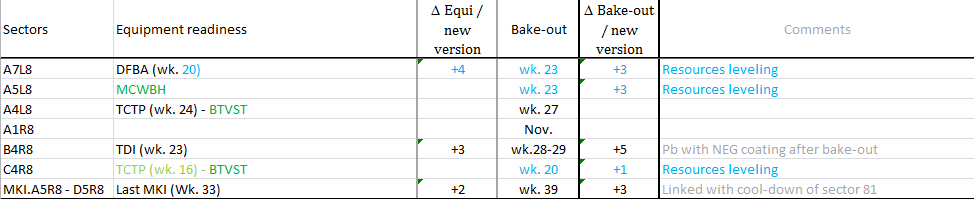 Sectors Equipment readiness Δ Equi / new version Bake-out Δ Bake-out / new version Comments
A7L8 DFBA (wk. 20) +4 wk. 23 +3 Resources leveling
A5L8 MCWBH wk. 23 +3 Resources leveling
A4L8 TCTP (wk. 24) - BTVST wk. 27
A1R8 Nov.
B4R8 TDI (wk. 23) +3 wk.28-29 +5 Pb with NEG coating after bake-out
C4R8 TCTP (wk. 16) - BTVST wk. 20 +1 Resources leveling
MKI.A5R8 - D5R8 Last MKI (Wk. 33) +2 wk. 39 +3 Linked with cool-down of sector 81